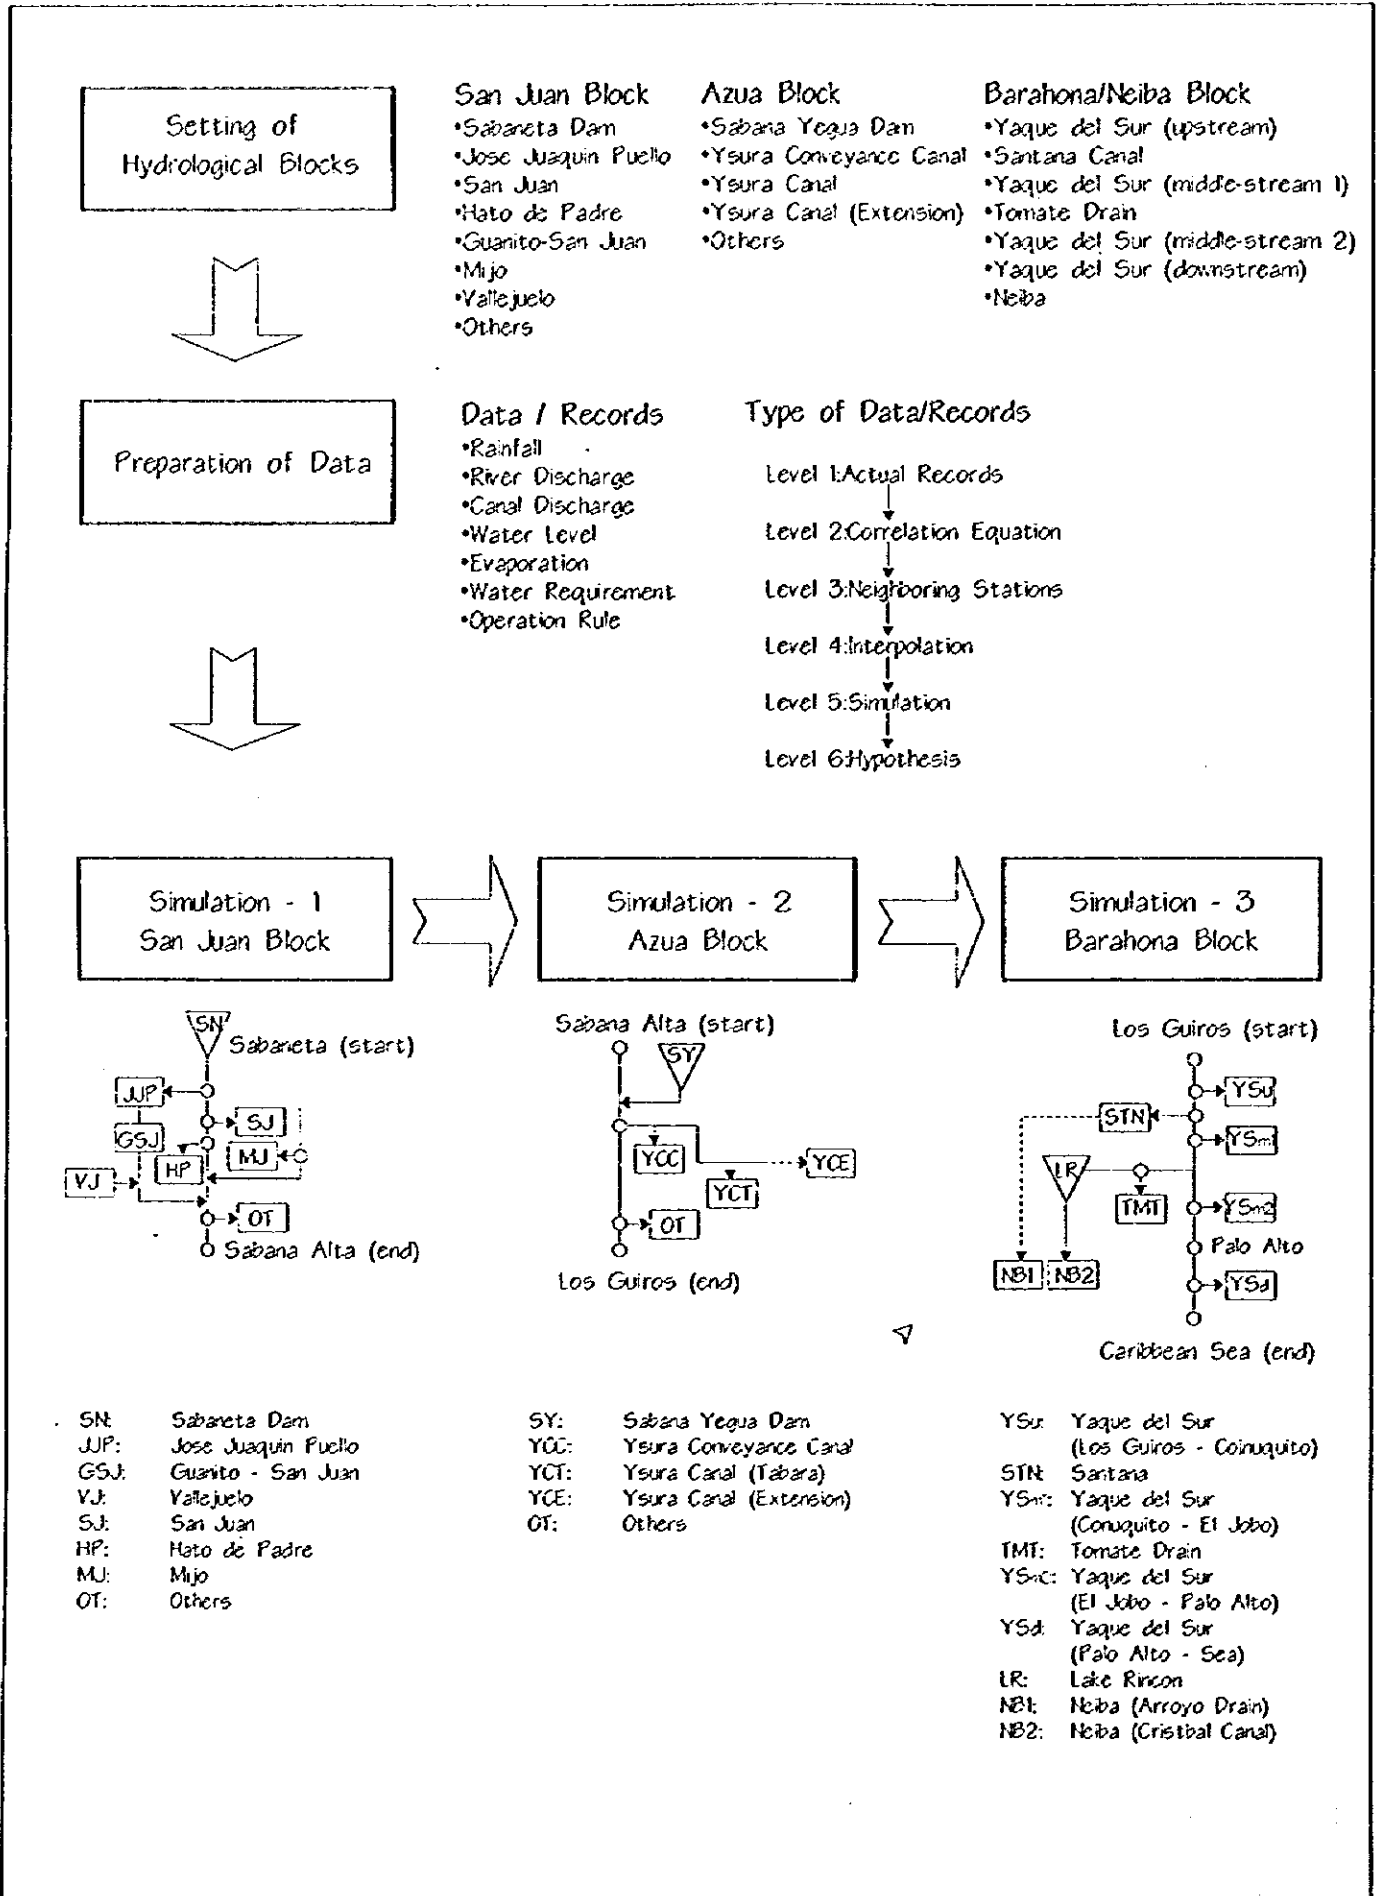 Setting of
Hydrological Blocks
San Juan Block
•Sabaneta Dam
•Jose Juaquin Puello
•San Juan
•Hato de Padre
•Guanito-San Juan
•Mijo
•Vallejuelo
•Others
Azua Block
•Sabana Yegua Dam
•Ysura Conveyance Canal
•Ysura Canal
•Ysura Canal (Extension)
•Others
Barahona/Neiba Block
•Yaque del Sur (upstream)
•Santana Canal
•Yaque del Sur (middle-stream 1)
•Tomate Drain
•Yaque del Sur (middle-stream 2)
•Yaque del Sur (downstream)
•Neiba
Preparation of Data
Data / Records
•Rainfall
•River Discharge
•Canal Discharge
•Water Level
•Evaporation
•Water Requirement
•Operation Rule
Type of Data/Records
Level 1:Actual Records
Level 2:Correlation Equation
Level 3:Neighboring Stations
Level 4:Interpolation
Level 5:Simulation
Level 6:Hypothesis
Simulation - 1
San Juan Block
Simulation - 2
Azua Block
Simulation - 3
Barahona Block
SN
Sabaneta (start)
JJP
SJ
GSJ
HP
MJ
VJ
OT
Sabana Alta (end)
Sabana Alta (start)
SY
YCC
YCE
YCT
OT
Los Guiros (end)
Los Guiros (start)
YSu
STN
YSm1
LR
TMT
YSm2
Palo Alto
NB1
NB2
YSd
Caribbean Sea (end)
SN: Sabaneta Dam
JJP: Jose Juaquin Puello
GSJ: Guanito - San Juan
VJ: Vallejuelo
SJ: San Juan
HP: Hato de Padre
MJ: Mijo
OT: Others
SY: Sabana Yegua Dam
YCC: Ysura Conveyance Canal
YCT: Ysura Canal (Tabara)
YCE: Ysura Canal (Extension)
OT: Others
YSu: Yaque del Sur
(Los Guiros - Coinuquito)
STN: Santana
Yaque del Sur
(Conuquito - El Jobo)
TMT: Tomate Drain
Yaque del Sur
(El Jobo - Palo Alto)
YSd: Yaque del Sur
(Palo Alto - Sea)
LR: Lake Rincon
NB1: Neiba (Arroyo Drain)
NB2: Neiba (Cristbal Canal)